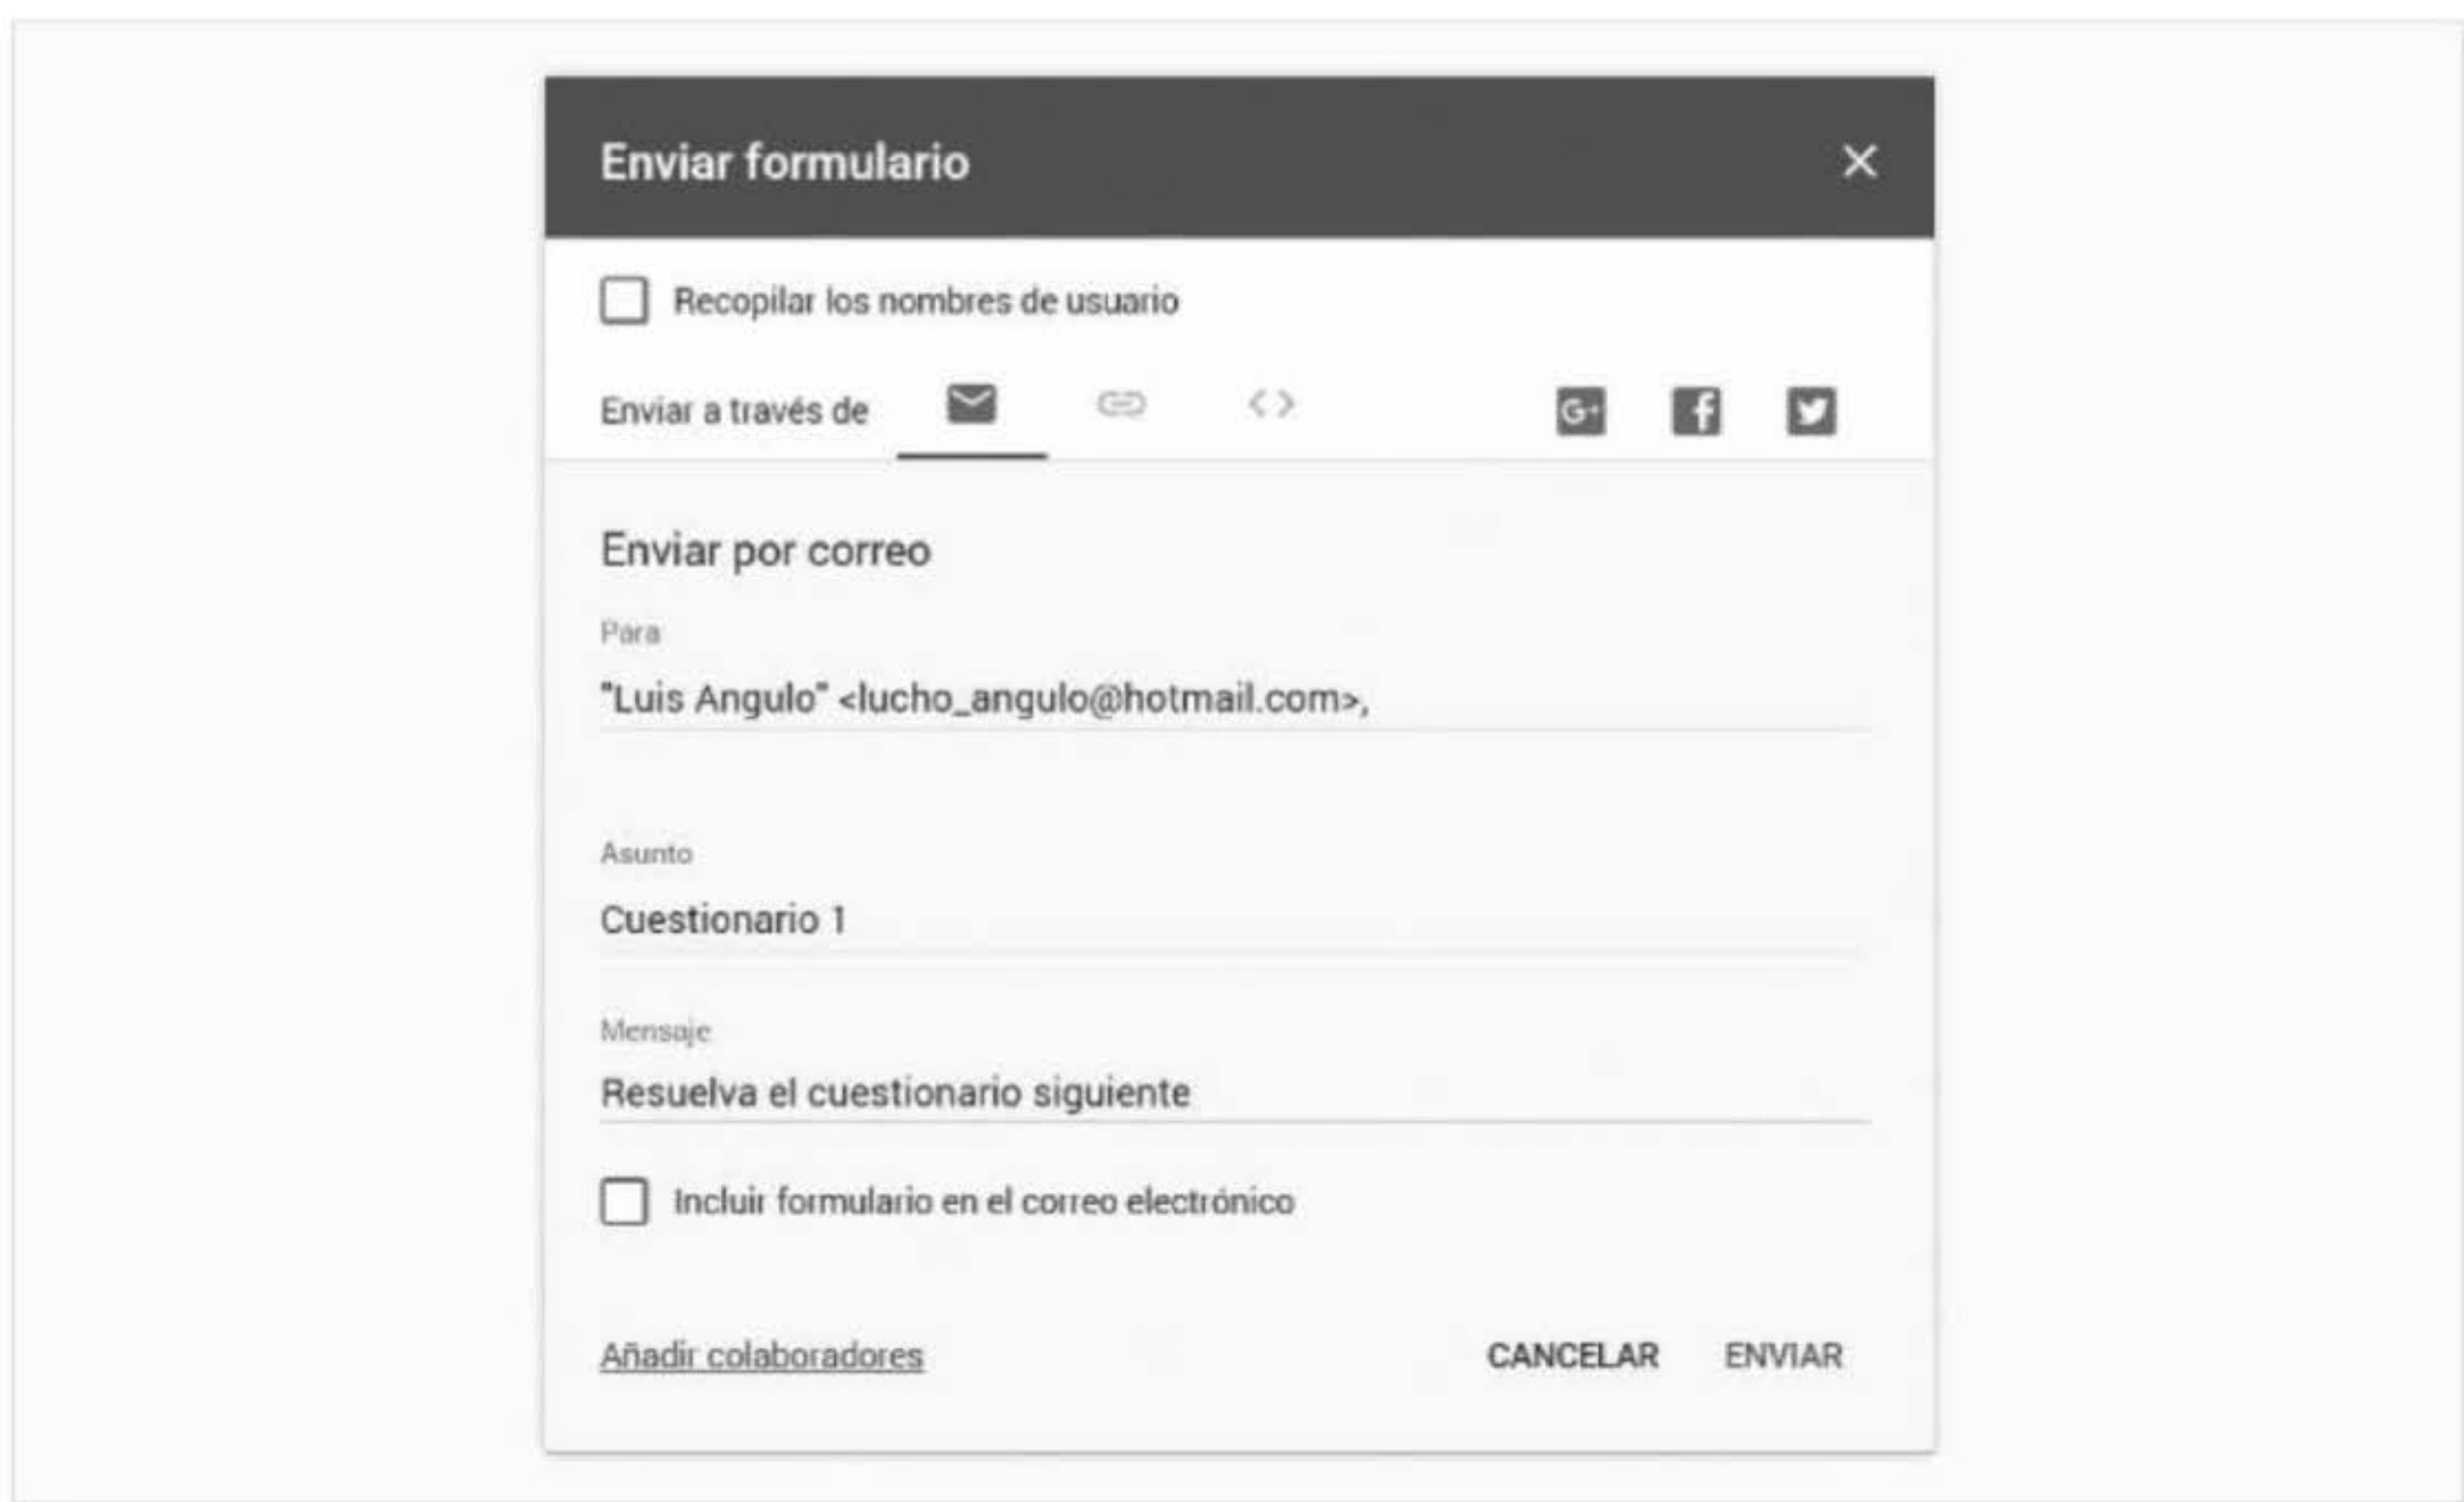 Enviar formulario
Recopilar los nombres de usuario
Enviar a través de
G+
Enviar por correo
Para
"Luis Angulo" <lucho_angulo@hotmail.com>,
Asunto
Cuestionario 1
Mensaje
Resuelva el cuestionario siguiente
Incluir formulario en el correo electrónico
Añadir colaboradores CANCELAR ENVIAR